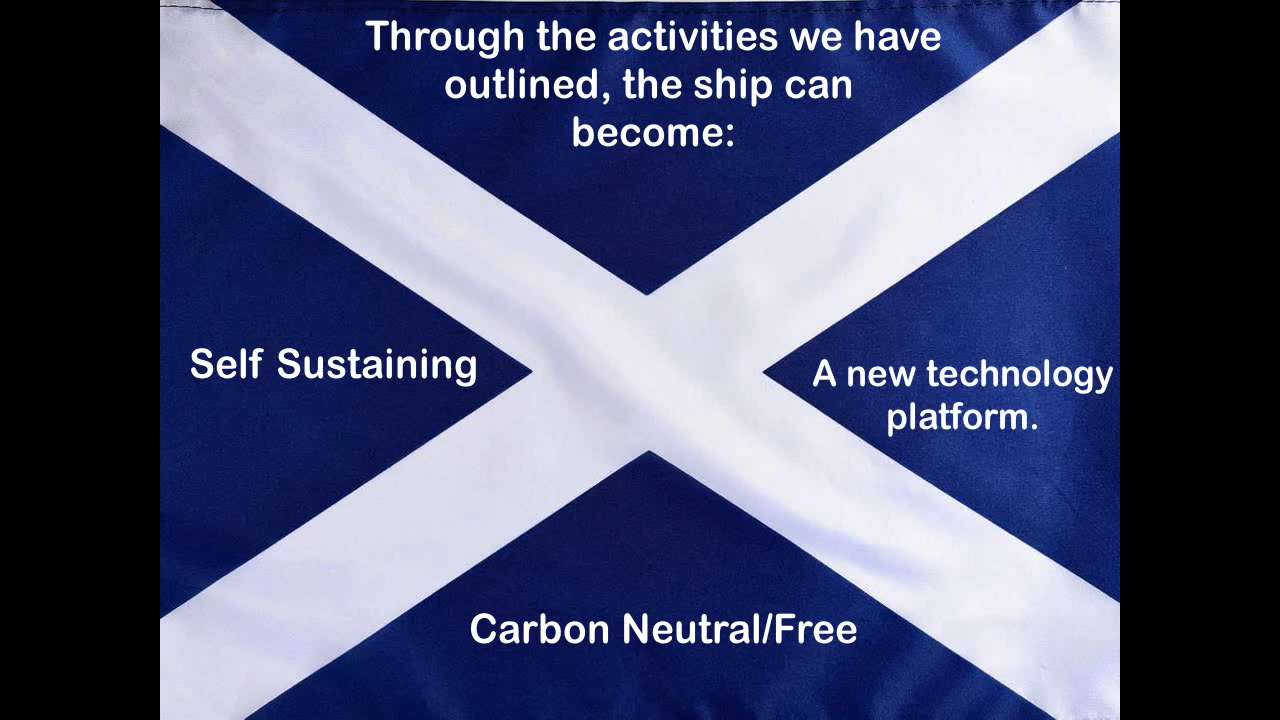 Through the activities we have
outlined, the ship can
become:
Self Sustaining
A new technology
platform.
Carbon Neutral/Free